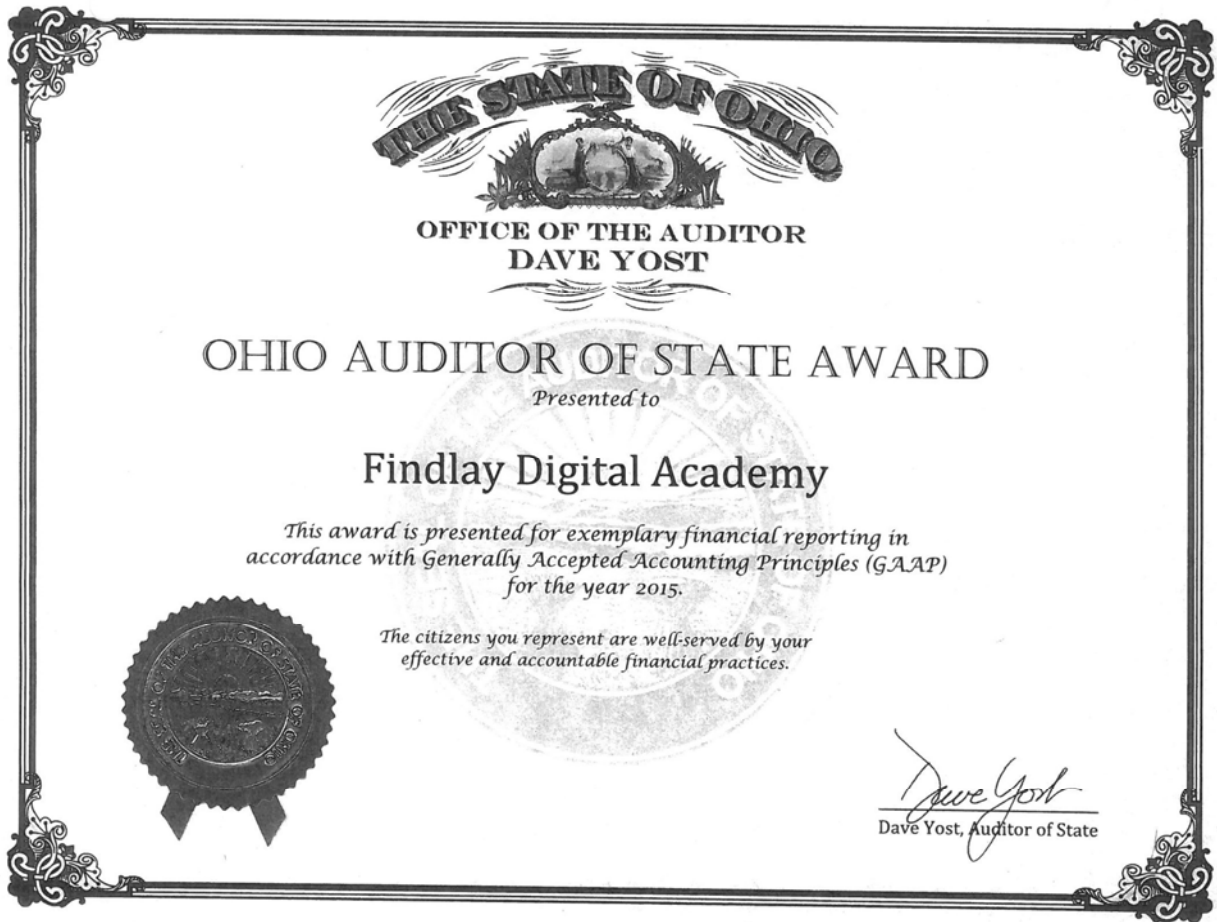 THE STATE OF OHIO
OFFICE OF THE AUDITOR
DAVE YOST
OHIO AUDITOR OF STATE AWARD
Presented to
Findlay Digital Academy
This award is presented for exemplary financial reporting in
accordance with Generally Accepted Accounting Principles (GAAP)
for the year 2015.
The citizens you represent are well-served by your
effective and accountable financial practices.
Dave Yost
Dave Yost, Auditor of State